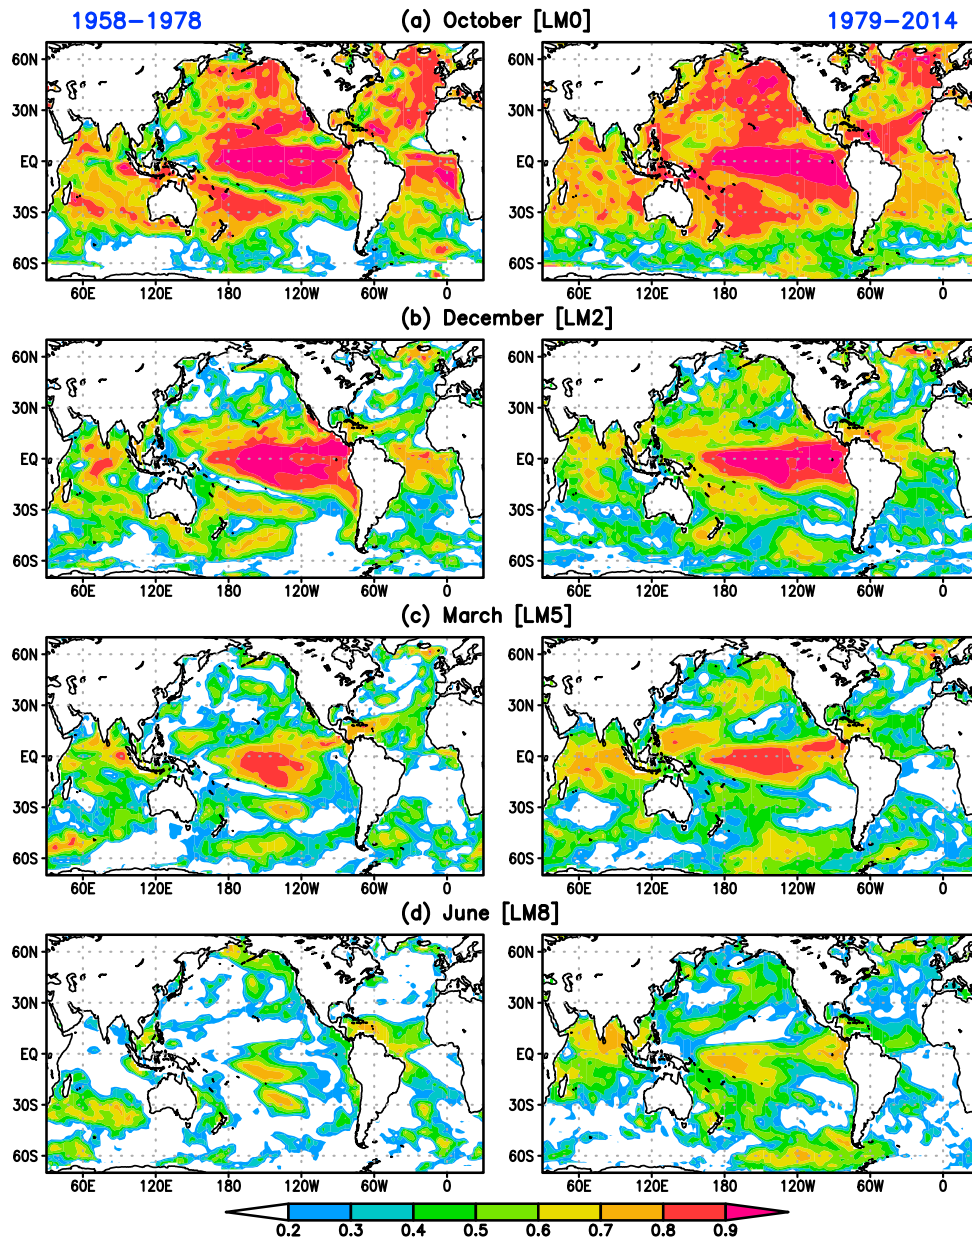 1958-1978 (a) October [LM0] 1979-2014
60N 60N
30N 30N
EQ EQ
30S 30S
60S 60S
60E 120E 180 120W 60W 0 60E 120E 180 120W 60W 0
(b) December [LM2]
60N 60N
30N 30N
EQ EQ
30S 30S
60S 60S
60E 120E 180 120W 60W 0 60E 120E 180 120W 60W 0
(c) March [LM5]
60N 60N
30N 30N
EQ EQ
30S 30S
60S 60S
60E 120E 180 120W 60W 0 60E 120E 180 120W 60W 0
(d) June [LM8]
60N 60N
30N 30N
EQ EQ
30S 30S
60S 60S
60E 120E 180 120W 60W 0 60E 120E 180 120W 60W 0
0.2 0.3 0.4 0.5 0.6 0.7 0.8 0.9